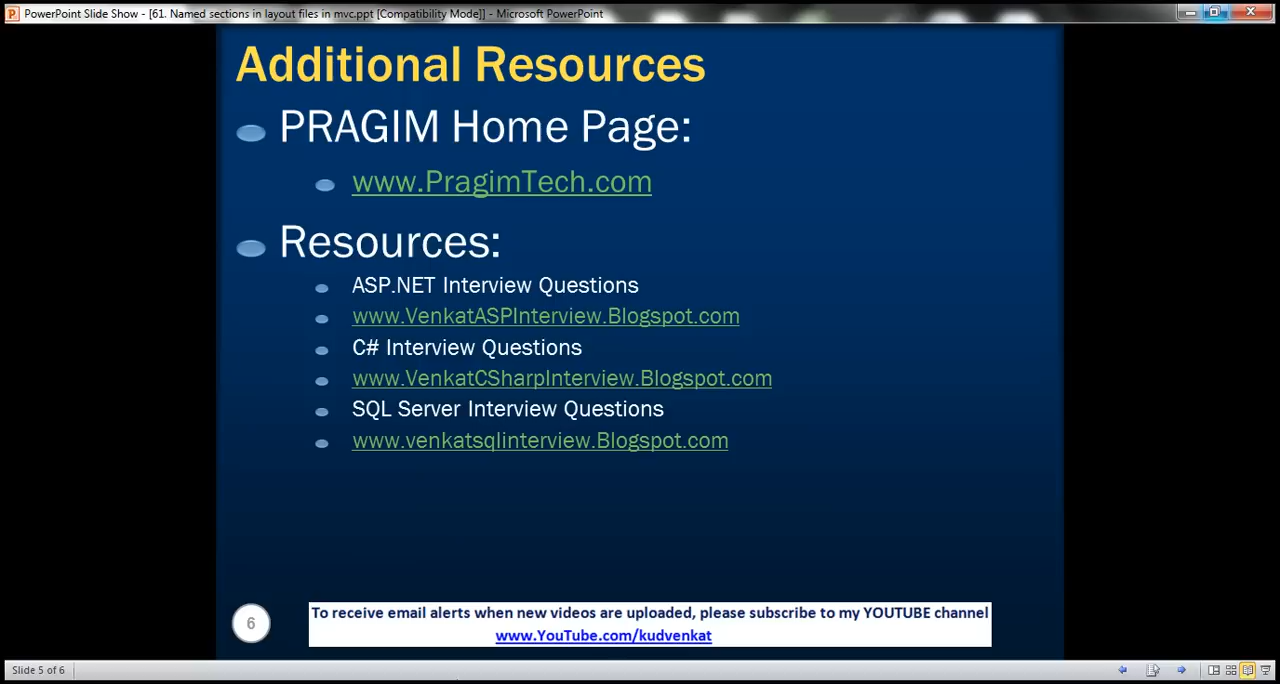 PowerPoint Slide Show - [61. Named sections in layout files in mvc.ppt [Compatibility Mode]] - Microsoft PowerPoint
Additional Resources
PRAGIM Home Page:
www.PragimTech.com
Resources:
ASP.NET Interview Questions
www.VenkatASPInterview.Blogspot.com
C# Interview Questions
www.VenkatCSharpInterview.Blogspot.com
SQL Server Interview Questions
www.venkatsqlinterview.Blogspot.com
6
To receive email alerts when new videos are uploaded, please subscribe to my YOUTUBE channel
www.YouTube.com/kudvenkat
Slide 5 of 6